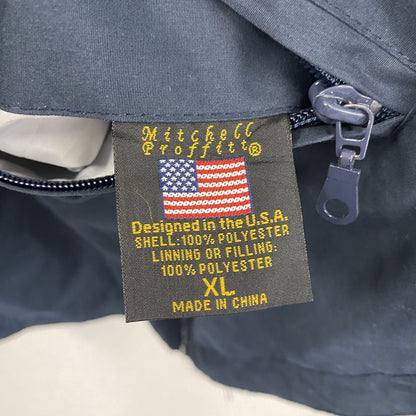 Mitchell
Proffitt®
Designed in the U.S.A.
SHELL: 100% POLYESTER
LINNING OR FILLING:
100% POLYESTER
XL
MADE IN CHINA